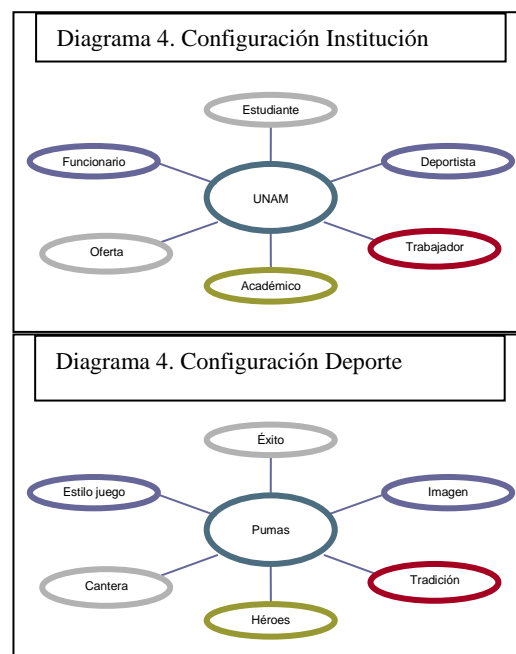 Diagrama 4. Configuración Institución
Estudiante
Funcionario
Deportista
UNAM
Oferta
Trabajador
Académico
Diagrama 4. Configuración Deporte
Éxito
Estilo juego
Imagen
Pumas
Cantera
Tradición
Héroes